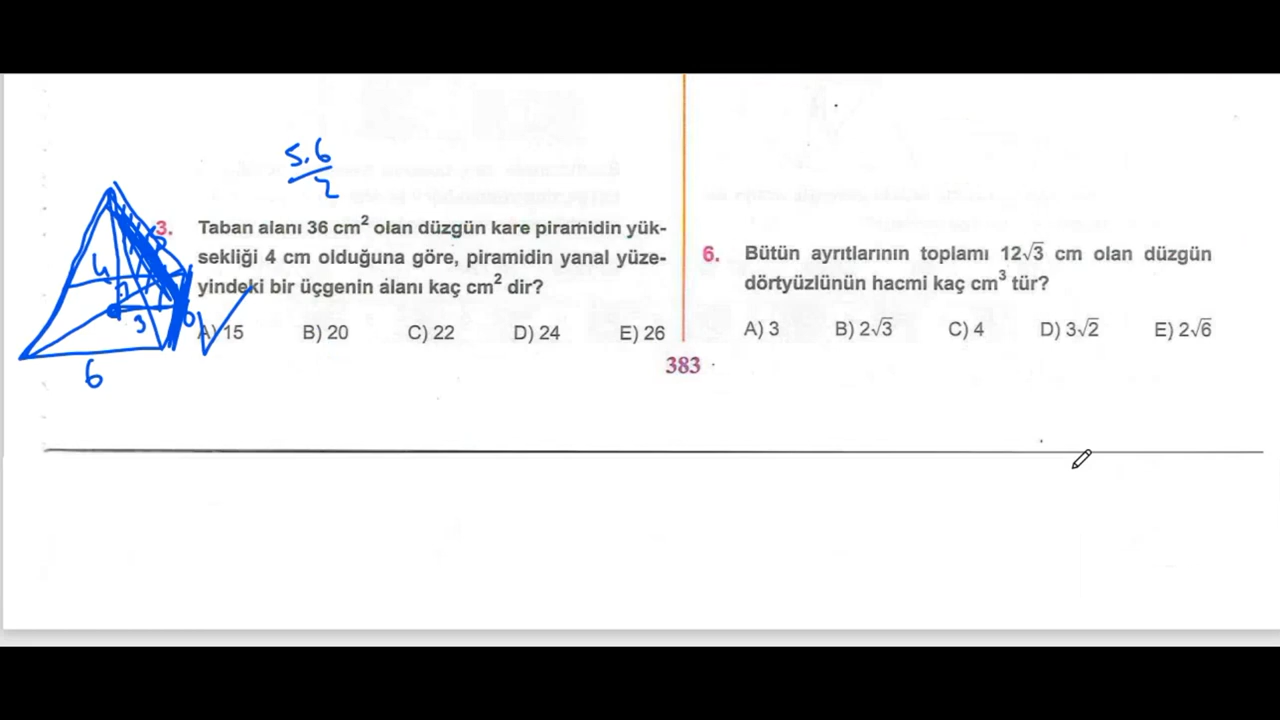 5.6
2
3. Taban alanı 36 cm² olan düzgün kare piramidin yük-
sekliği 4 cm olduğuna göre, piramidin yanal yüze-
yindeki bir üçgenin alanı kaç cm² dir?
A) 15 B) 20 C) 22 D) 24 E) 26
4
3
6
6. Bütün ayrıtlarının toplamı 12√3 cm olan düzgün
dörtyüzlünün hacmi kaç cm³ tür?
A) 3 B) 2√3 C) 4 D) 3√2 E) 2√6
383